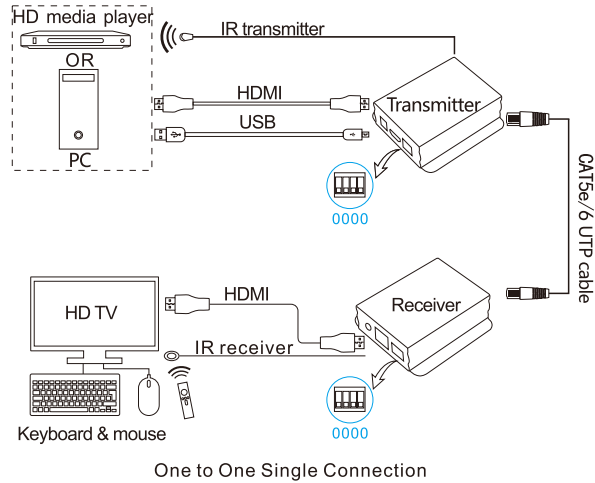 HD media player
IR transmitter
OR
HDMI
Transmitter
USB
PC
0000
CAT5e/6 UTP cable
HDMI
HD TV
Receiver
IR receiver
0000
Keyboard & mouse
One to One Single Connection